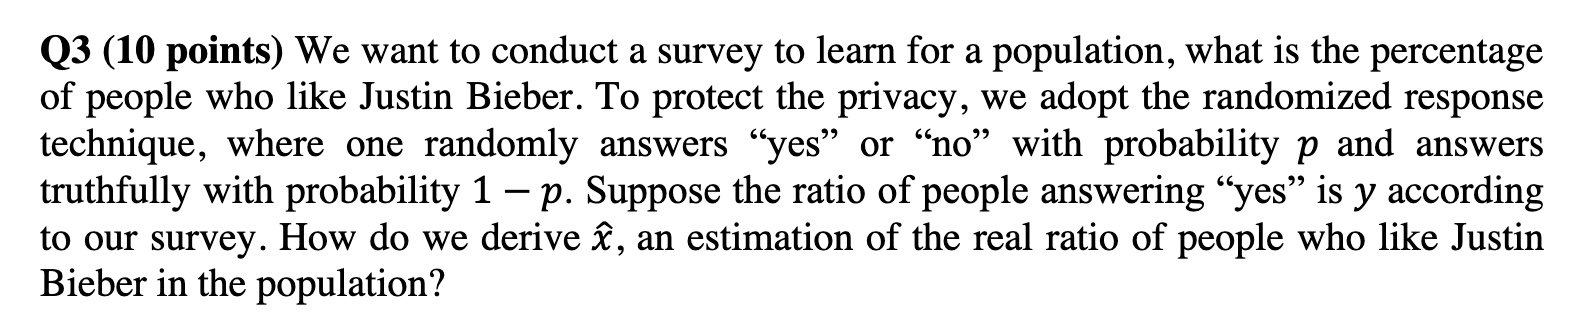 Q3 (10 points) We want to conduct a survey to learn for a population, what is the percentage
of people who like Justin Bieber. To protect the privacy, we adopt the randomized response
technique, where one randomly answers “yes” or “no” with probability p and answers
truthfully with probability 1 − p. Suppose the ratio of people answering “yes” is y according
to our survey. How do we derive x̂, an estimation of the real ratio of people who like Justin
Bieber in the population?